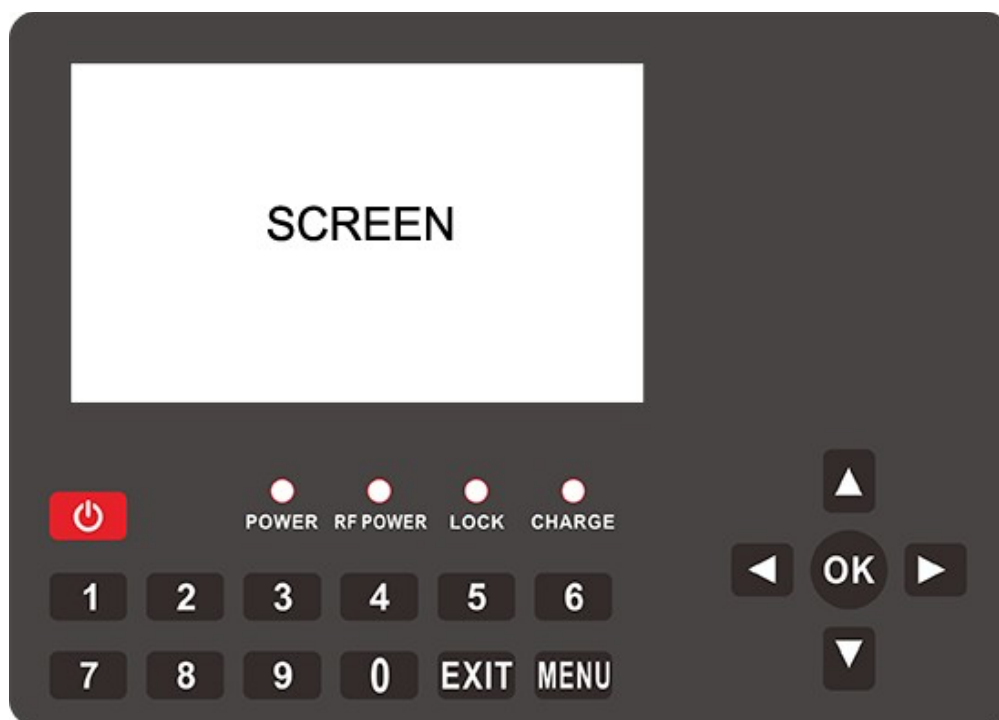 SCREEN
POWER RF POWER LOCK CHARGE
1 2 3 4 5 6
OK
7 8 9 0 EXIT MENU